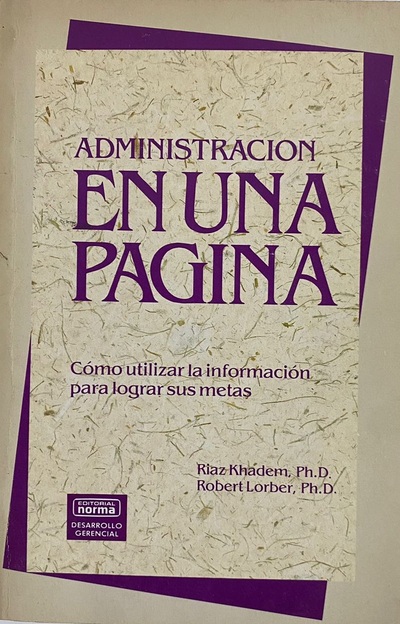 ADMINISTRACION
EN UNA
PAGINA
Cómo utilizar la información
para lograr sus metas
Riaz Khadem, Ph.D.
Robert Lorber, Ph.D.
EDITORIAL
norma
DESARROLLO
GERENCIAL